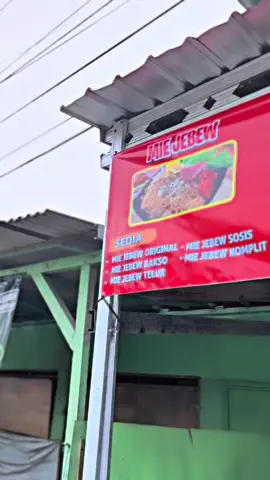 MIE JEBEW
SEDIA
• MIE JEBEW ORIGINAL
• MIE JEBEW BAKSO
• MIE JEBEW TELUR
• MIE JEBEW SOSIS
• MIE JEBEW KOMPLIT